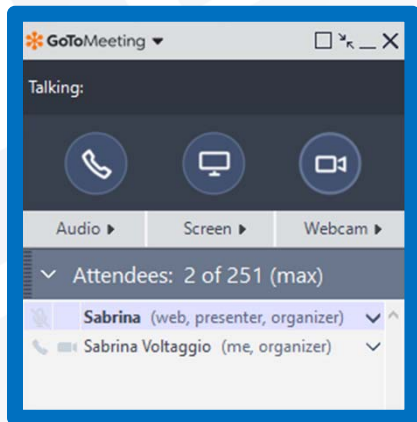 GoToMeeting
Talking:
Audio Screen Webcam
Attendees: 2 of 251 (max)
Sabrina (web, presenter, organizer)
Sabrina Voltaggio (me, organizer)